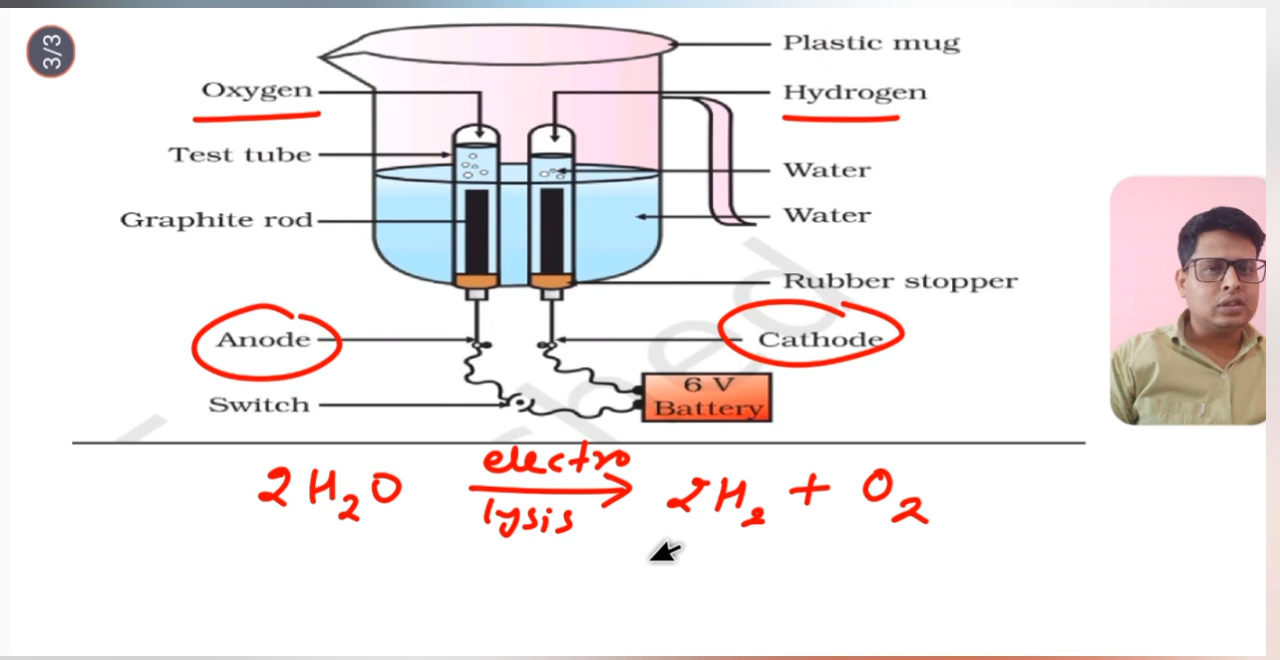 3/3
Plastic mug
Oxygen
Hydrogen
Test tube
Water
Graphite rod
Water
Rubber stopper
Anode
Cathode
6 V
Battery
Switch
2H₂O electro lysis → 2H₂ + O₂